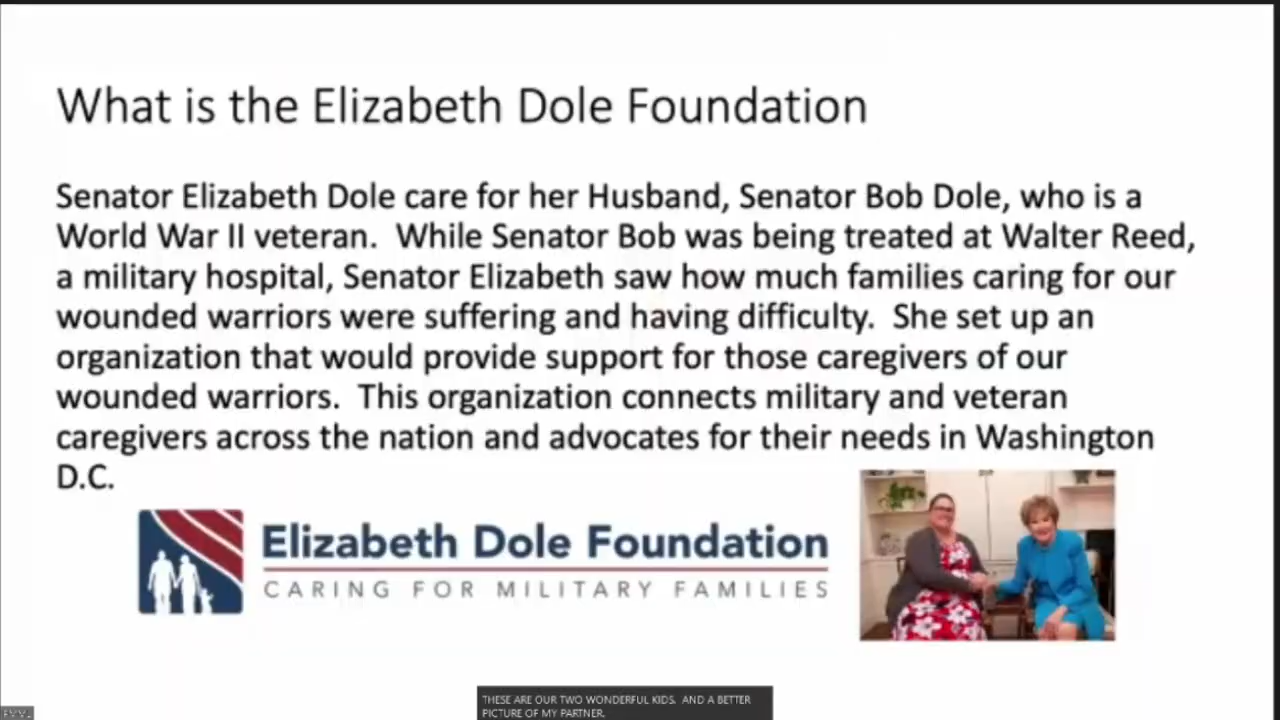 What is the Elizabeth Dole Foundation
Senator Elizabeth Dole care for her Husband, Senator Bob Dole, who is a
World War II veteran.  While Senator Bob was being treated at Walter Reed,
a military hospital, Senator Elizabeth saw how much families caring for our
wounded warriors were suffering and having difficulty.  She set up an
organization that would provide support for those caregivers of our
wounded warriors.  This organization connects military and veteran
caregivers across the nation and advocates for their needs in Washington
D.C.
Elizabeth Dole Foundation
CARING FOR MILITARY FAMILIES
THESE ARE OUR TWO WONDERFUL KIDS.  AND A BETTER
PICTURE OF MY PARTNER.